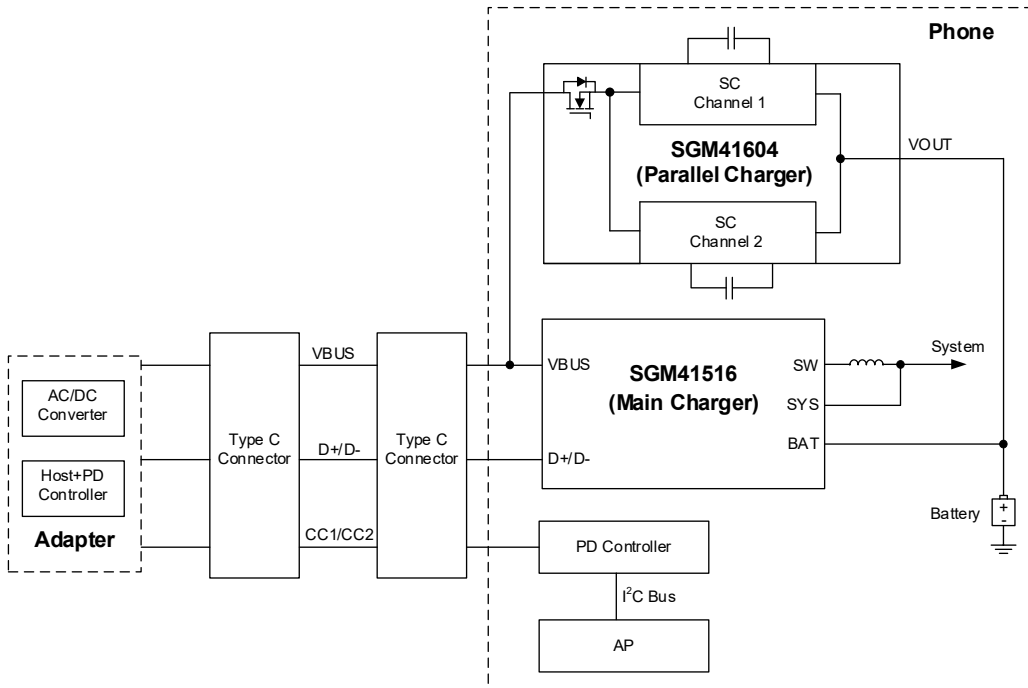 Phone
SC
Channel 1
SGM41604
(Parallel Charger)
VOUT
SC
Channel 2
Adapter
AC/DC
Converter
Host+PD
Controller
Type C
Connector
VBUS
D+/D-
CC1/CC2
Type C
Connector
VBUS
D+/D-
SGM41516
(Main Charger)
SW
SYS
BAT
System
Battery
+
-
PD Controller
I²C Bus
AP